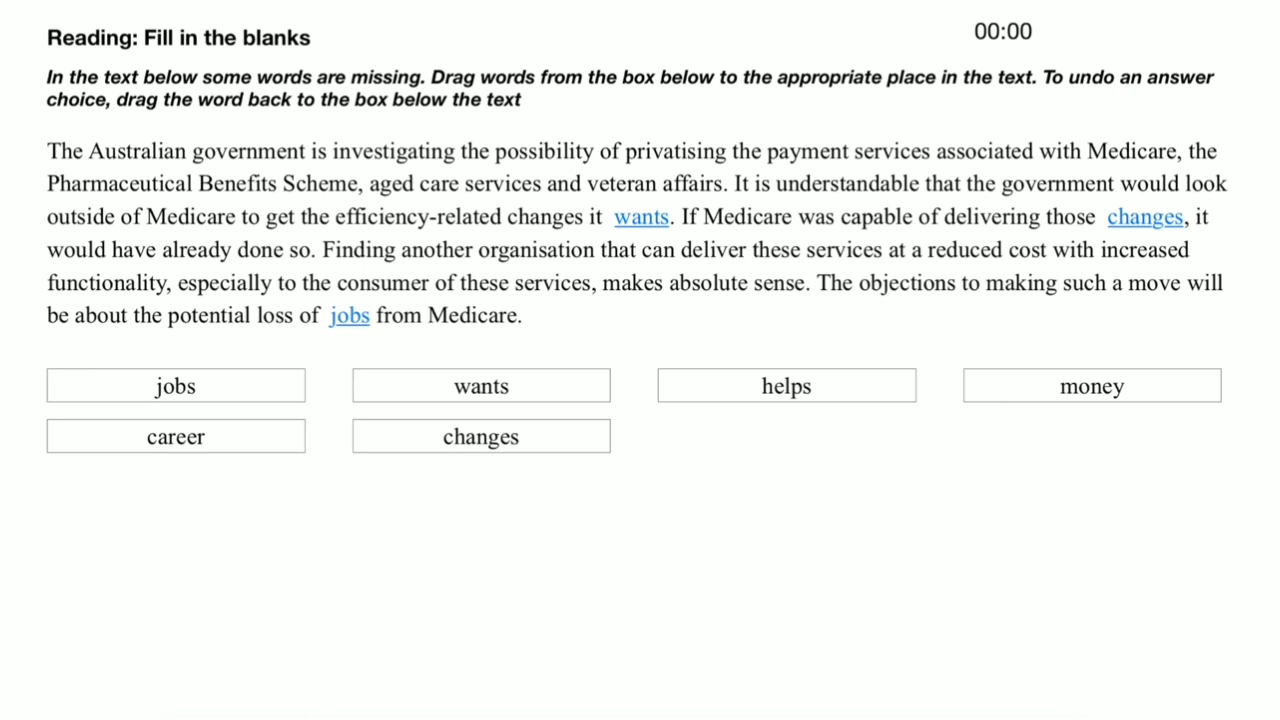 Reading: Fill in the blanks
00:00
In the text below some words are missing. Drag words from the box below to the appropriate place in the text. To undo an answer
choice, drag the word back to the box below the text
The Australian government is investigating the possibility of privatising the payment services associated with Medicare, the
Pharmaceutical Benefits Scheme, aged care services and veteran affairs. It is understandable that the government would look
outside of Medicare to get the efficiency-related changes it wants. If Medicare was capable of delivering those changes, it
would have already done so. Finding another organisation that can deliver these services at a reduced cost with increased
functionality, especially to the consumer of these services, makes absolute sense. The objections to making such a move will
be about the potential loss of jobs from Medicare.
jobs wants helps money
career changes